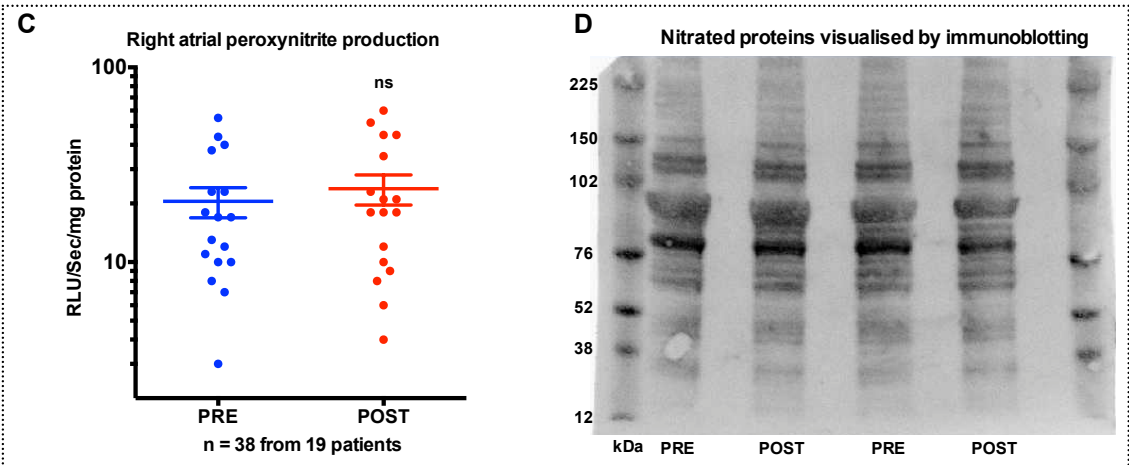 C
Right atrial peroxynitrite production
100
ns
10
RLU/Sec/mg protein
PRE POST
n = 38 from 19 patients
D
Nitrated proteins visualised by immunoblotting
225
150
102
76
52
38
12
kDa PRE POST PRE POST